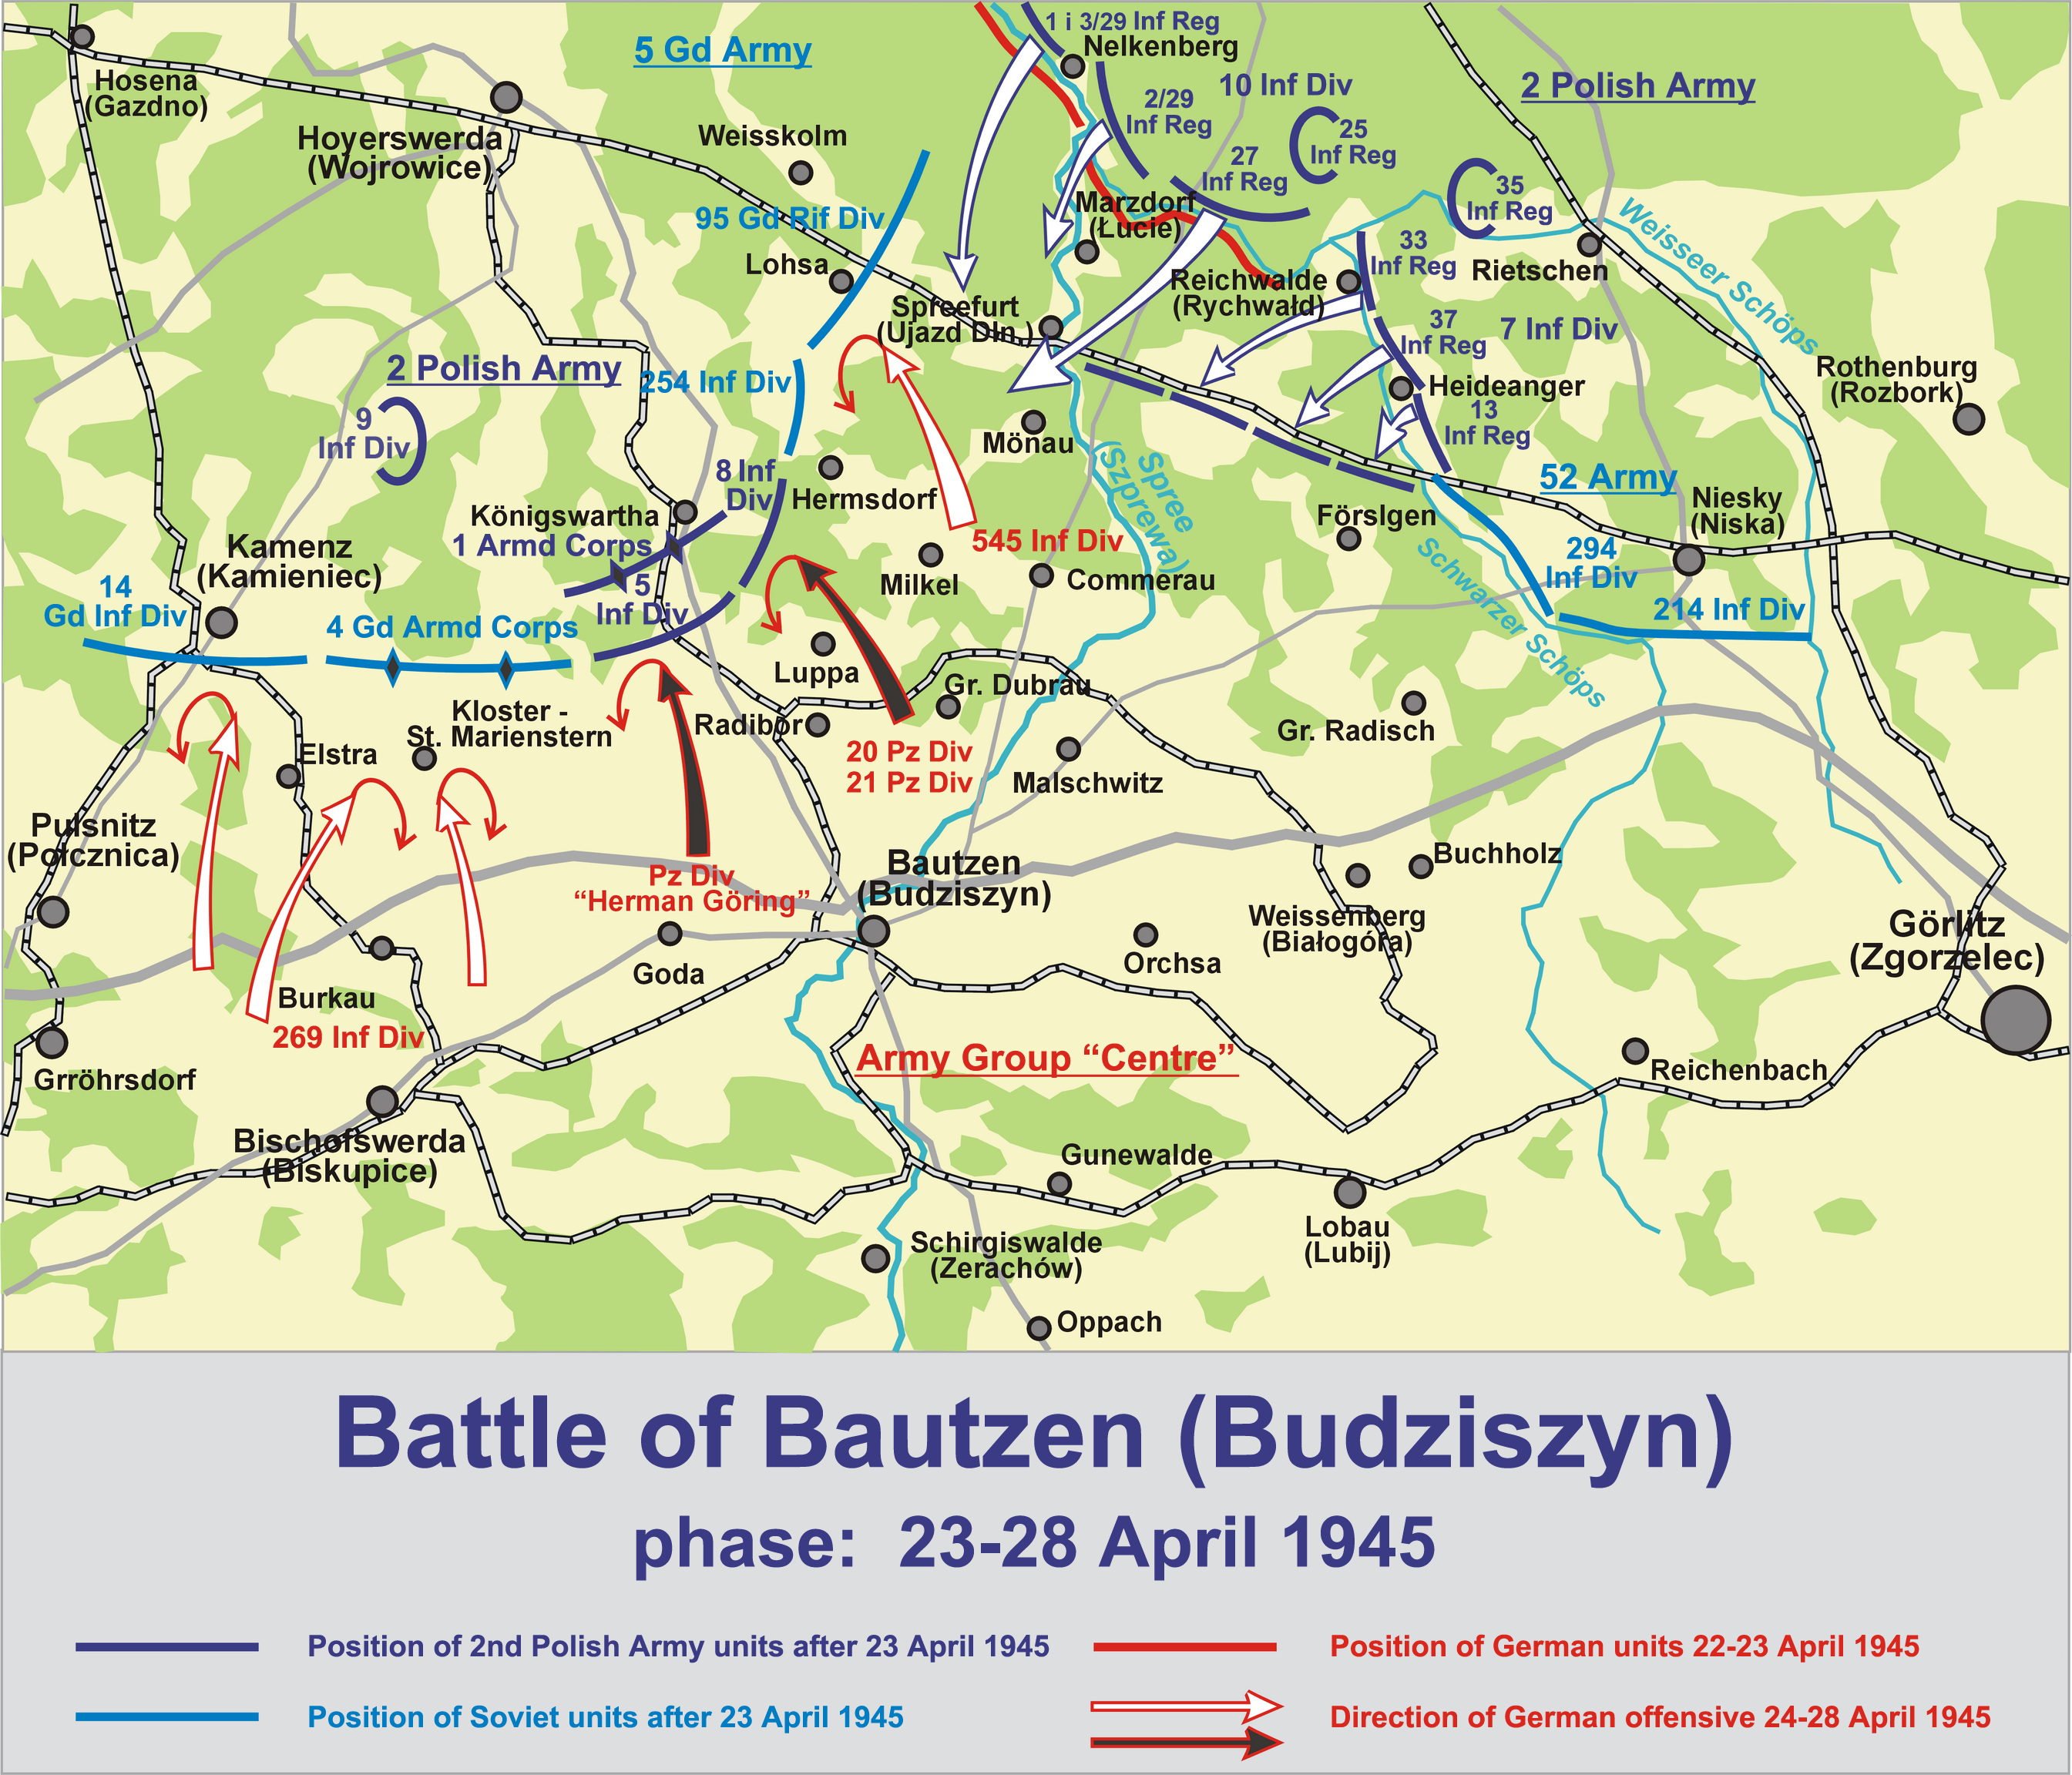 1 i 3/29 Inf Reg
Nelkenberg
5 Gd Army
10 Inf Div
2 Polish Army
Hosena
(Gazdno)
2/29
Inf Reg
25
Inf Reg
Hoyerswerda
(Wojrowice)
Weisskolm
27
Inf Reg
35
Inf Reg
95 Gd Rif Div
Marzdorf
(Łucie)
Weisseer Schöps
Lohsa
33
Inf Reg
Rietschen
Reichwalde
(Rychwałd)
Spreefurt
(Ujazd Dln.)
37
Inf Reg
7 Inf Div
2 Polish Army
254 Inf Div
Rothenburg
(Rozbork)
Heideanger
9
Inf Div
13
Inf Reg
Mönau
Spree
(Szprewa)
8 Inf
Div
Hermsdorf
52 Army
Niesky
(Niska)
Königswartha
1 Armd Corps
Förslgen
Kamenz
(Kamieniec)
545 Inf Div
294
Inf Div
Milkel
Commerau
Schwarzer Schöps
14
Gd Inf Div
5
Inf Div
214 Inf Div
4 Gd Armd Corps
Luppa
Gr. Dubrau
Kloster -
St. Marienstern
Radibor
Gr. Radisch
Elstra
20 Pz Div
21 Pz Div
Malschwitz
Pulsnitz
(Połcznica)
Bautzen
(Budziszyn)
Buchholz
Pz Div
“Herman Göring”
Weissenberg
(Białogóra)
Görlitz
(Zgorzelec)
Goda
Orchsa
Burkau
269 Inf Div
Army Group “Centre”
Grröhrsdorf
Reichenbach
Bischofswerda
(Biskupice)
Gunewalde
Lobau
(Lubij)
Schirgiswalde
(Zerachów)
Oppach
Battle of Bautzen (Budziszyn)
phase: 23-28 April 1945
Position of 2nd Polish Army units after 23 April 1945
Position of German units 22-23 April 1945
Position of Soviet units after 23 April 1945
Direction of German offensive 24-28 April 1945